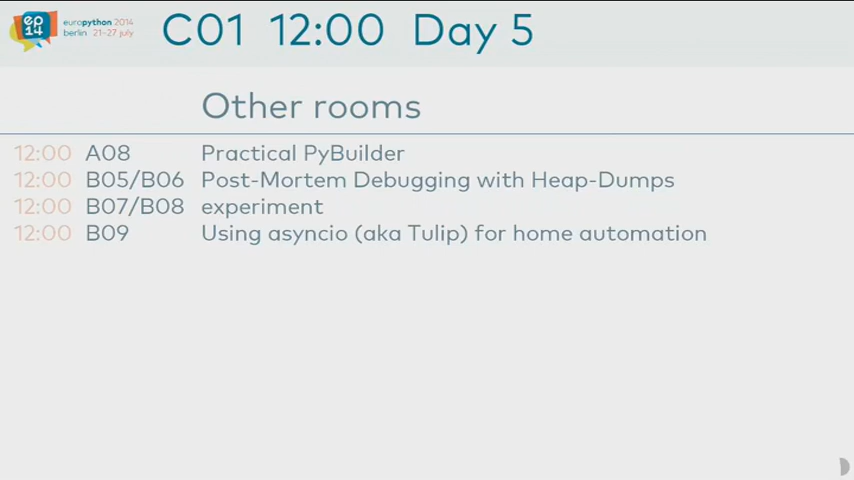 ep
14
europython 2014
berlin 21–27 july
C01 12:00 Day 5
Other rooms
12:00 A08 Practical PyBuilder
12:00 B05/B06 Post-Mortem Debugging with Heap-Dumps
12:00 B07/B08 experiment
12:00 B09 Using asyncio (aka Tulip) for home automation